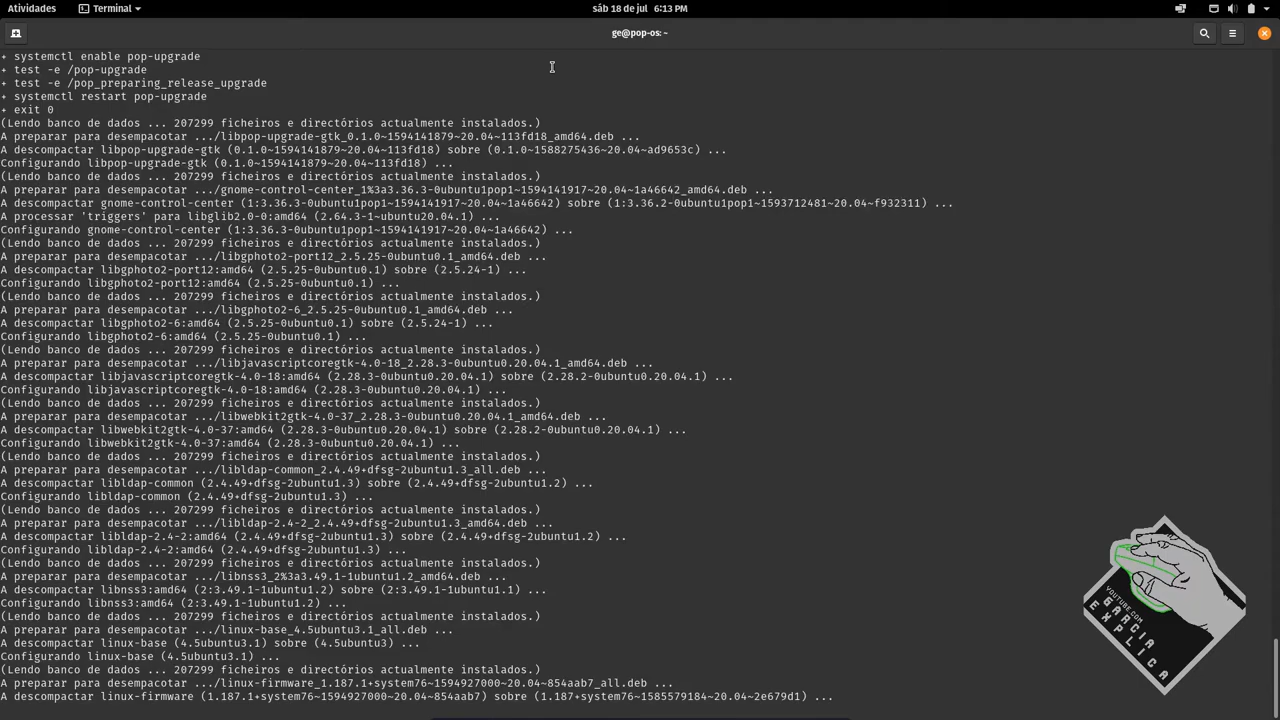 Atividades
Terminal
sáb 18 de jul 6:13 PM
ge@pop-os: ~
+ systemctl enable pop-upgrade
+ test -e /pop-upgrade
+ test -e /pop_preparing_release_upgrade
+ systemctl restart pop-upgrade
+ exit 0
(Lendo banco de dados ... 207299 ficheiros e directórios actualmente instalados.)
A preparar para desempacotar .../libpop-upgrade-gtk_0.1.0~1594141879~20.04~113fd18_amd64.deb ...
A descompactar libpop-upgrade-gtk (0.1.0~1594141879~20.04~113fd18) sobre (0.1.0~1588275436~20.04~ad9653c) ...
Configurando libpop-upgrade-gtk (0.1.0~1594141879~20.04~113fd18) ...
(Lendo banco de dados ... 207299 ficheiros e directórios actualmente instalados.)
A preparar para desempacotar .../gnome-control-center_1%3a3.36.3-0ubuntu1pop1~1594141917~20.04~1a46642_amd64.deb ...
A descompactar gnome-control-center (1:3.36.3-0ubuntu1pop1~1594141917~20.04~1a46642) sobre (1:3.36.2-0ubuntu1pop1~1593712481~20.04~f932311) ...
A processar 'triggers' para libglib2.0-0:amd64 (2.64.3-1~ubuntu20.04.1) ...
Configurando gnome-control-center (1:3.36.3-0ubuntu1pop1~1594141917~20.04~1a46642) ...
(Lendo banco de dados ... 207299 ficheiros e directórios actualmente instalados.)
A preparar para desempacotar .../libgphoto2-port12_2.5.25-0ubuntu0.1_amd64.deb ...
A descompactar libgphoto2-port12:amd64 (2.5.25-0ubuntu0.1) sobre (2.5.24-1) ...
Configurando libgphoto2-port12:amd64 (2.5.25-0ubuntu0.1) ...
(Lendo banco de dados ... 207299 ficheiros e directórios actualmente instalados.)
A preparar para desempacotar .../libgphoto2-6_2.5.25-0ubuntu0.1_amd64.deb ...
A descompactar libgphoto2-6:amd64 (2.5.25-0ubuntu0.1) sobre (2.5.24-1) ...
Configurando libgphoto2-6:amd64 (2.5.25-0ubuntu0.1) ...
(Lendo banco de dados ... 207299 ficheiros e directórios actualmente instalados.)
A preparar para desempacotar .../libjavascriptcoregtk-4.0-18_2.28.3-0ubuntu0.20.04.1_amd64.deb ...
A descompactar libjavascriptcoregtk-4.0-18:amd64 (2.28.3-0ubuntu0.20.04.1) sobre (2.28.2-0ubuntu0.20.04.1) ...
Configurando libjavascriptcoregtk-4.0-18:amd64 (2.28.3-0ubuntu0.20.04.1) ...
(Lendo banco de dados ... 207299 ficheiros e directórios actualmente instalados.)
A preparar para desempacotar .../libwebkit2gtk-4.0-37_2.28.3-0ubuntu0.20.04.1_amd64.deb ...
A descompactar libwebkit2gtk-4.0-37:amd64 (2.28.3-0ubuntu0.20.04.1) sobre (2.28.2-0ubuntu0.20.04.1) ...
Configurando libwebkit2gtk-4.0-37:amd64 (2.28.3-0ubuntu0.20.04.1) ...
(Lendo banco de dados ... 207299 ficheiros e directórios actualmente instalados.)
A preparar para desempacotar .../libldap-common_2.4.49+dfsg-2ubuntu1.3_all.deb ...
A descompactar libldap-common (2.4.49+dfsg-2ubuntu1.3) sobre (2.4.49+dfsg-2ubuntu1.2) ...
Configurando libldap-common (2.4.49+dfsg-2ubuntu1.3) ...
(Lendo banco de dados ... 207299 ficheiros e directórios actualmente instalados.)
A preparar para desempacotar .../libldap-2.4-2_2.4.49+dfsg-2ubuntu1.3_amd64.deb ...
A descompactar libldap-2.4-2:amd64 (2.4.49+dfsg-2ubuntu1.3) sobre (2.4.49+dfsg-2ubuntu1.2) ...
Configurando libldap-2.4-2:amd64 (2.4.49+dfsg-2ubuntu1.3) ...
(Lendo banco de dados ... 207299 ficheiros e directórios actualmente instalados.)
A preparar para desempacotar .../libnss3_2%3a3.49.1-1ubuntu1.2_amd64.deb ...
A descompactar libnss3:amd64 (2:3.49.1-1ubuntu1.2) sobre (2:3.49.1-1ubuntu1.1) ...
Configurando libnss3:amd64 (2:3.49.1-1ubuntu1.2) ...
(Lendo banco de dados ... 207299 ficheiros e directórios actualmente instalados.)
A preparar para desempacotar .../linux-base_4.5ubuntu3.1_all.deb ...
A descompactar linux-base (4.5ubuntu3.1) sobre (4.5ubuntu3) ...
Configurando linux-base (4.5ubuntu3.1) ...
(Lendo banco de dados ... 207299 ficheiros e directórios actualmente instalados.)
A preparar para desempacotar .../linux-firmware_1.187.1+system76~1594927000~20.04~854aab7_all.deb ...
A descompactar linux-firmware (1.187.1+system76~1594927000~20.04~854aab7) sobre (1.187+system76~1585579184~20.04~2e679d1) ...
YOUTUBE.COM
GARCIA
EXPLICA